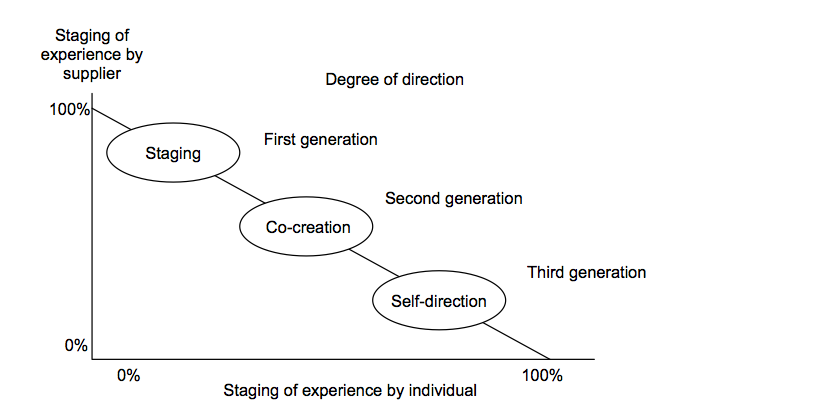 Staging of
experience by
supplier
Degree of direction
100%
First generation
Staging
Second generation
Co-creation
Third generation
Self-direction
0%
0%
100%
Staging of experience by individual